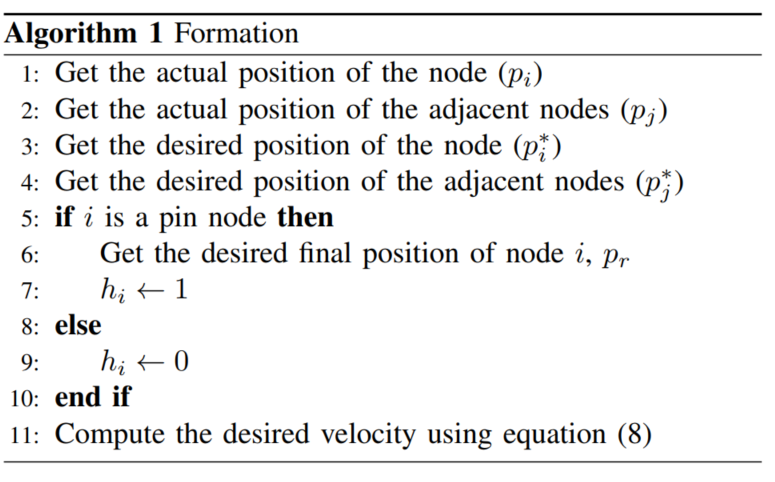 Algorithm 1 Formation
1: Get the actual position of the node (p_i)
2: Get the actual position of the adjacent nodes (p_j)
3: Get the desired position of the node (p_i^*)
4: Get the desired position of the adjacent nodes (p_j^*)
5: if i is a pin node then
6: Get the desired final position of node i, p_r
7: h_i ← 1
8: else
9: h_i ← 0
10: end if
11: Compute the desired velocity using equation (8)